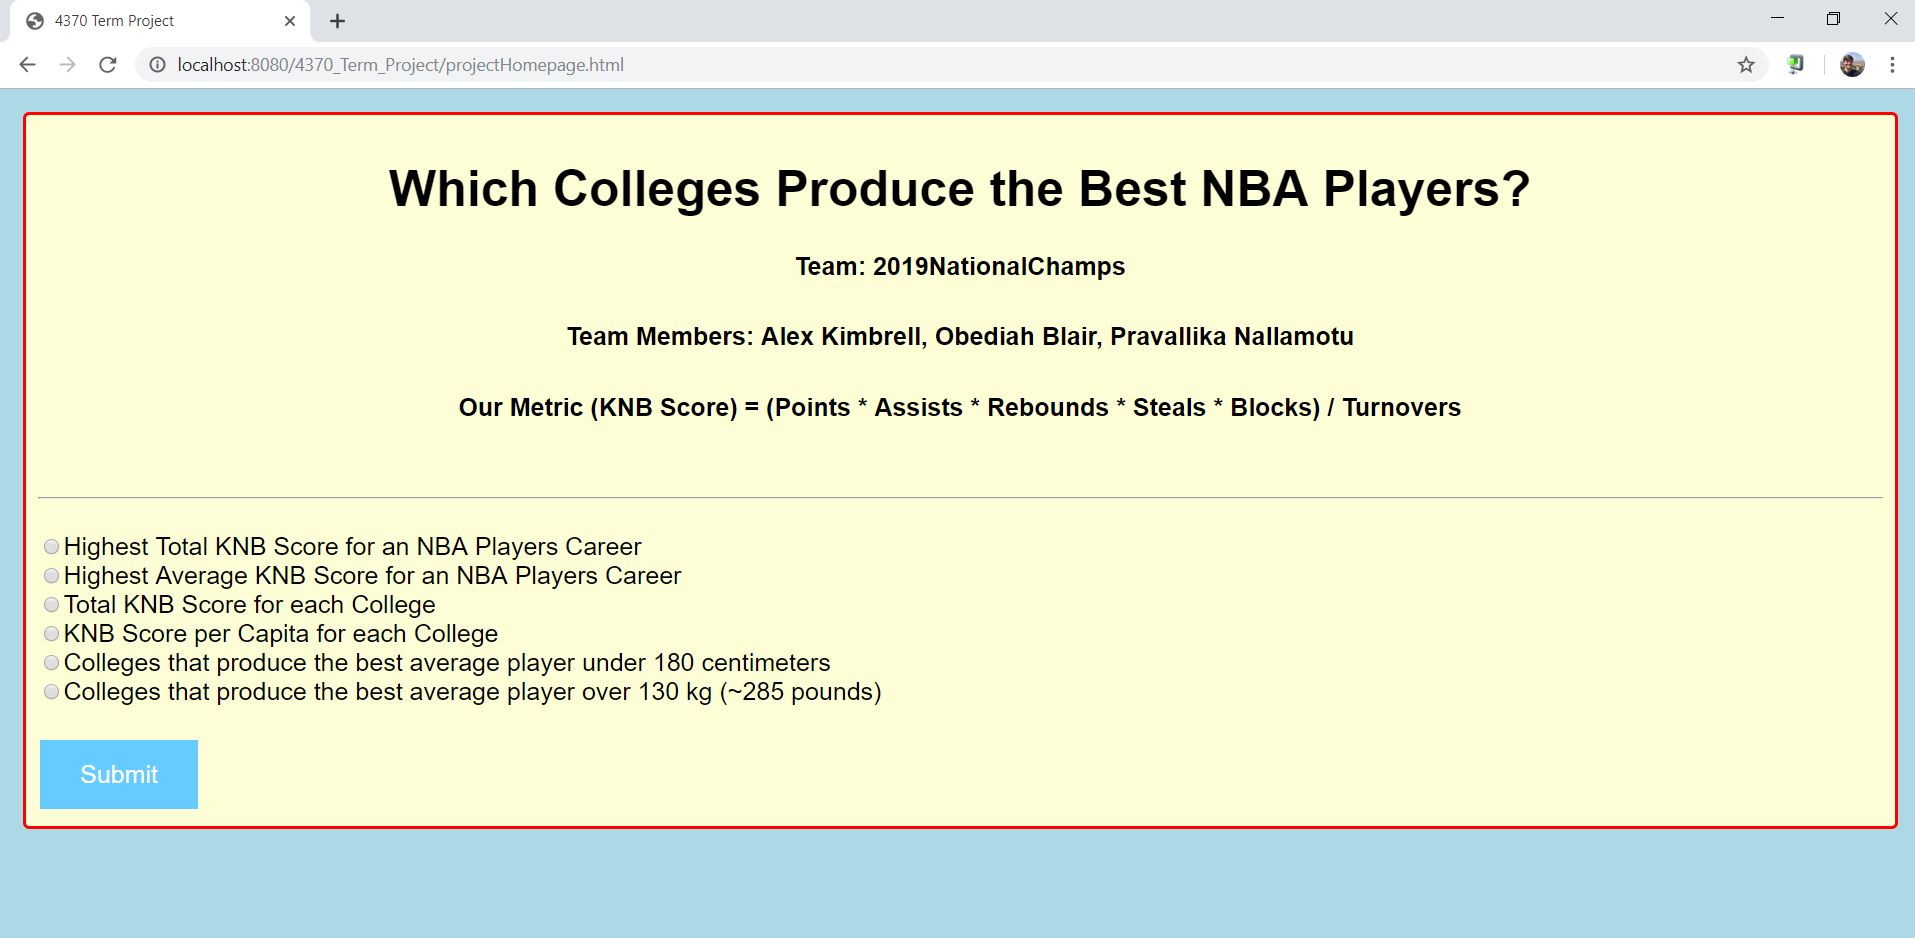 4370 Term Project
localhost:8080/4370_Term_Project/projectHomepage.html
Which Colleges Produce the Best NBA Players?
Team: 2019NationalChamps
Team Members: Alex Kimbrell, Obediah Blair, Pravallika Nallamotu
Our Metric (KNB Score) = (Points * Assists * Rebounds * Steals * Blocks) / Turnovers
Highest Total KNB Score for an NBA Players Career
Highest Average KNB Score for an NBA Players Career
Total KNB Score for each College
KNB Score per Capita for each College
Colleges that produce the best average player under 180 centimeters
Colleges that produce the best average player over 130 kg (~285 pounds)
Submit